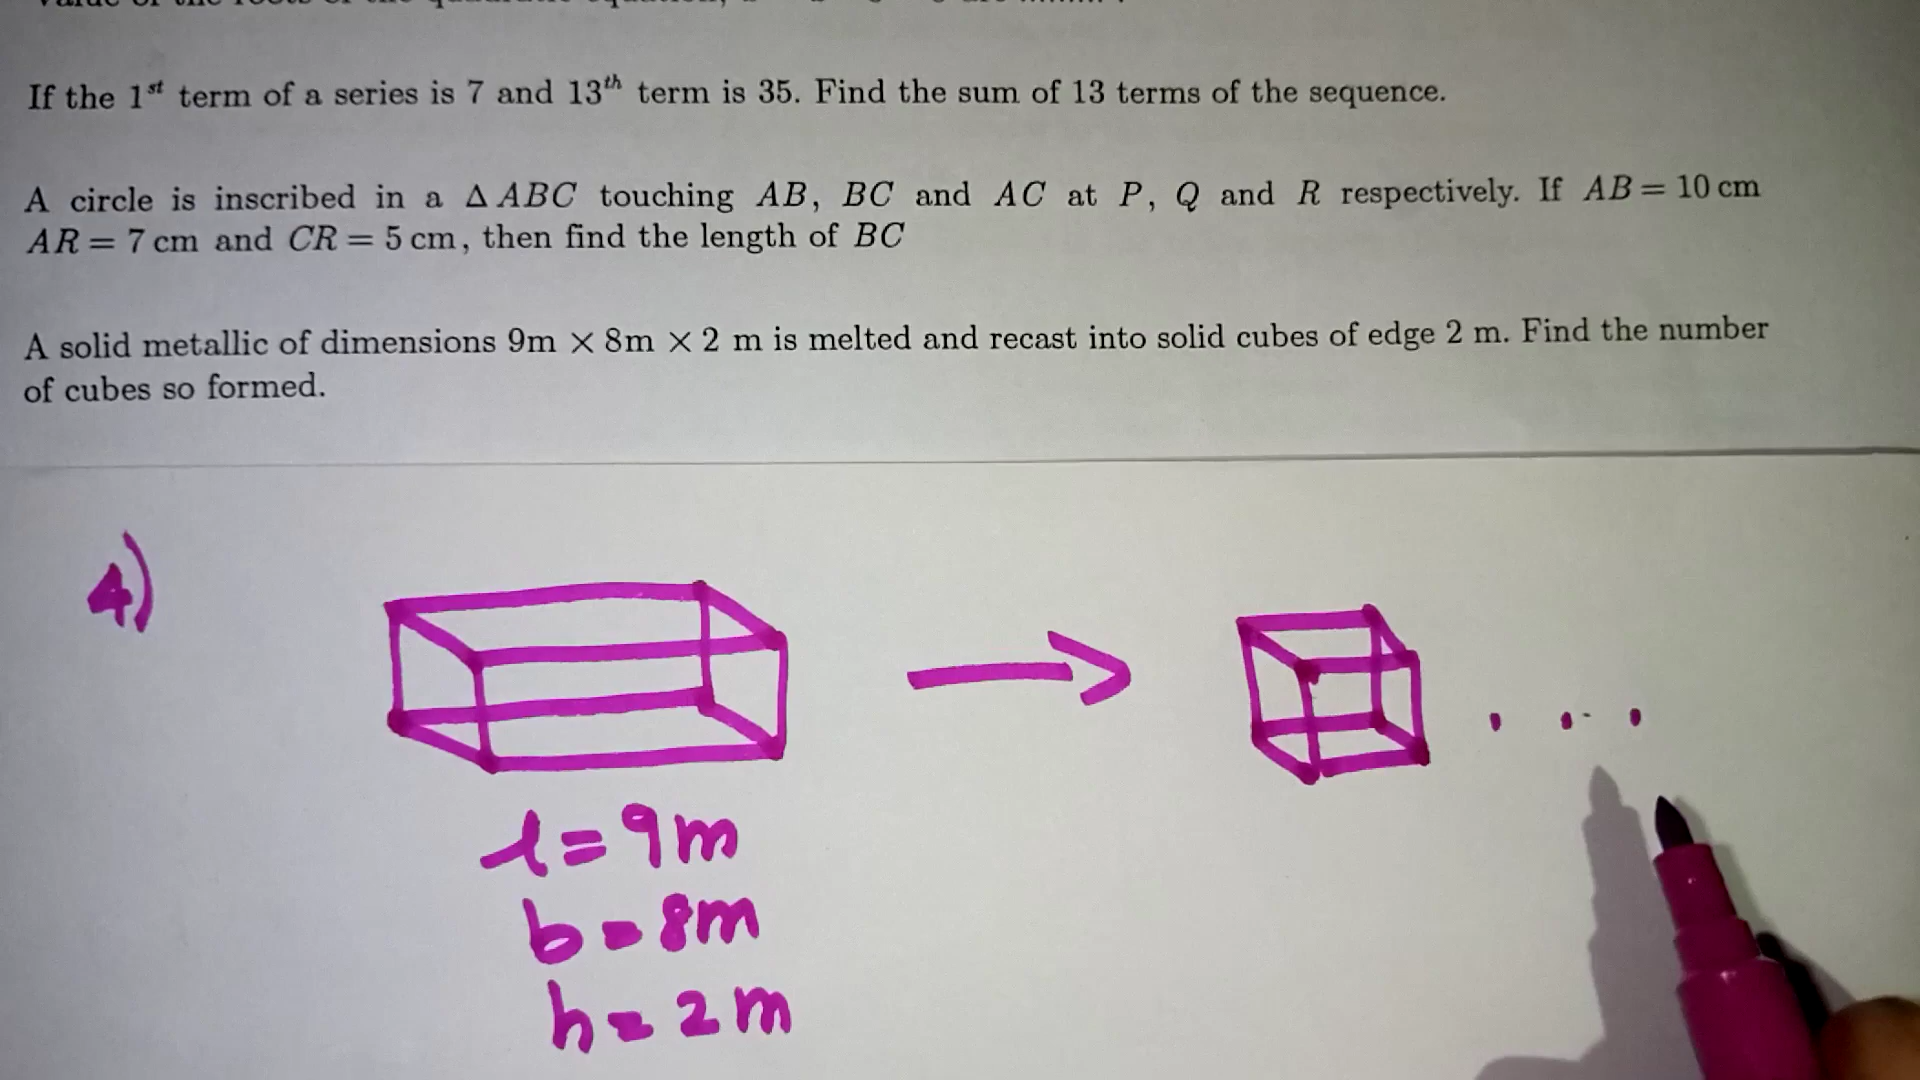 If the 1st term of a series is 7 and 13th term is 35. Find the sum of 13 terms of the sequence.
A circle is inscribed in a Δ ABC touching AB, BC and AC at P, Q and R respectively. If AB = 10 cm
AR = 7 cm and CR = 5 cm, then find the length of BC
A solid metallic of dimensions 9m × 8m × 2 m is melted and recast into solid cubes of edge 2 m. Find the number
of cubes so formed.
4)
l = 9m
b = 8m
h = 2m